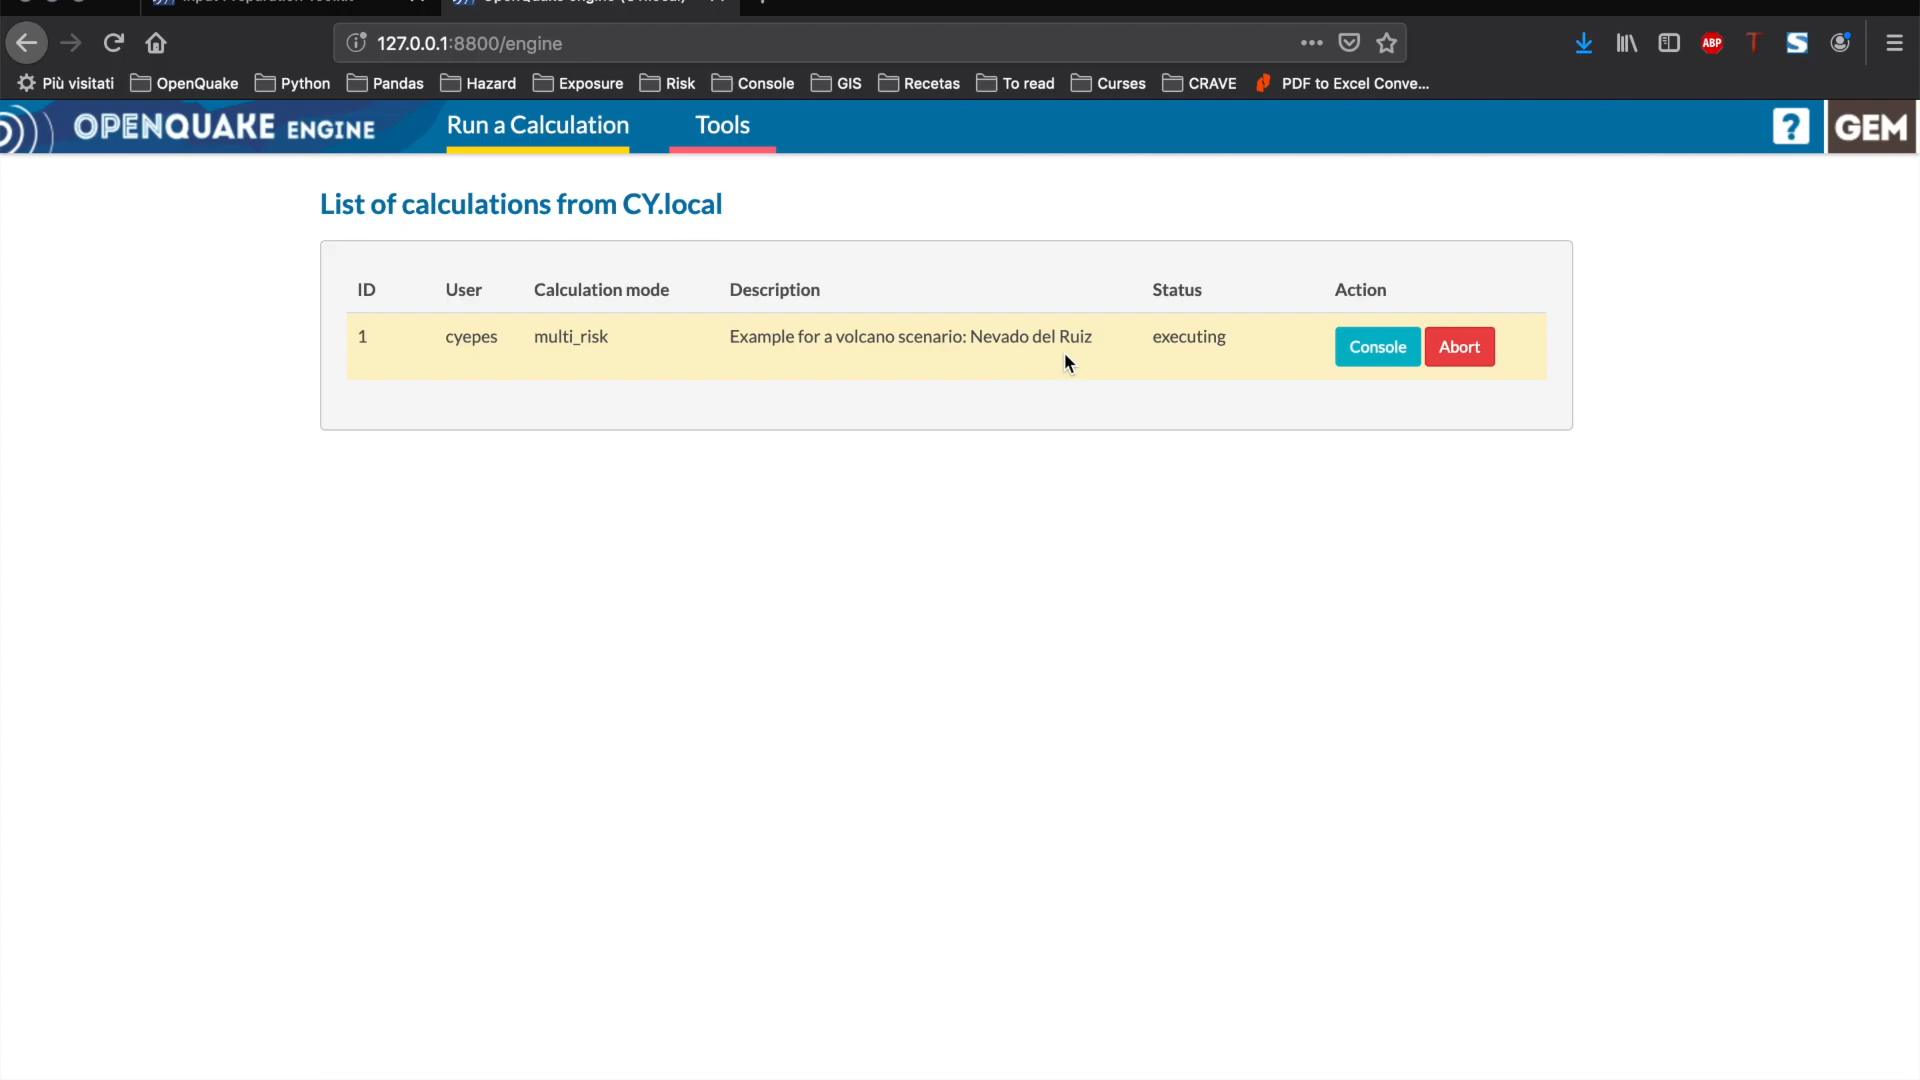 127.0.0.1:8800/engine
ABP
Più visitati OpenQuake Python Pandas Hazard Exposure Risk Console GIS Recetas To read Curses CRAVE PDF to Excel Conve...
OPENQUAKE ENGINE Run a Calculation Tools ? GEM
List of calculations from CY.local
ID User Calculation mode Description Status Action
1 cyepes multi_risk Example for a volcano scenario: Nevado del Ruiz executing Console Abort